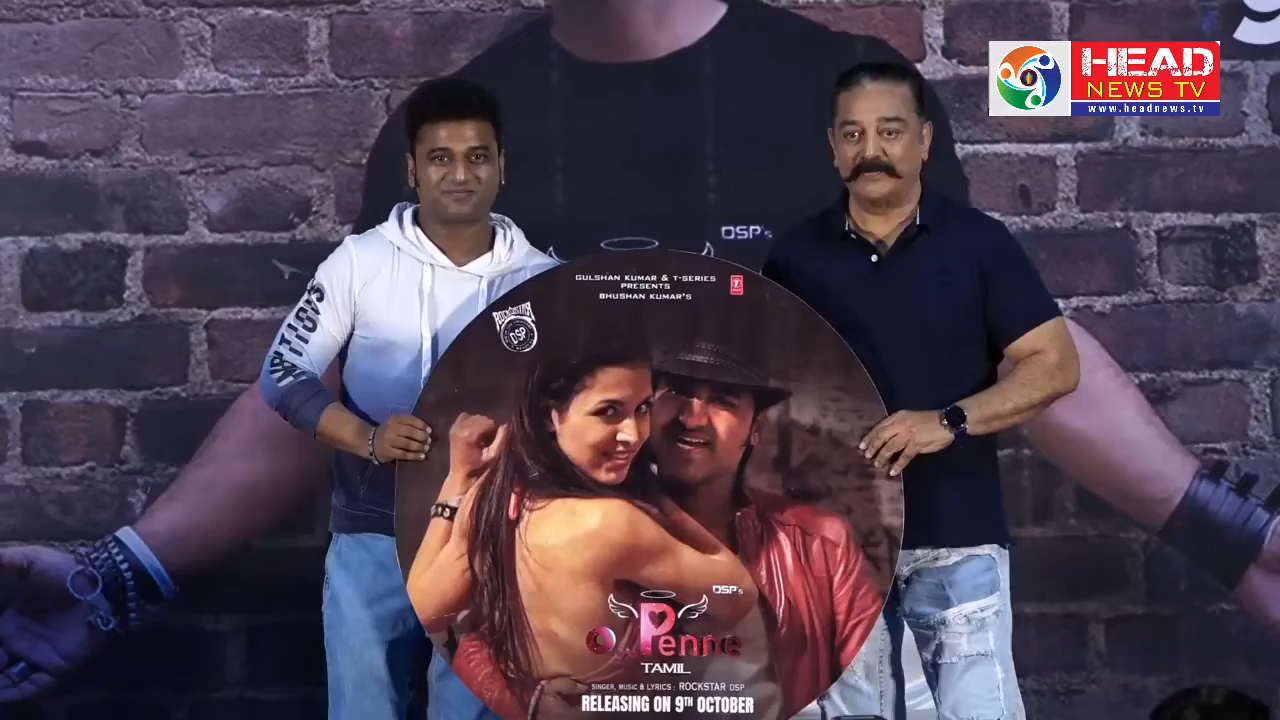 HEAD
NEWS TV
www.headnews.tv
DSP's
GULSHAN KUMAR & T-SERIES
PRESENTS
BHUSHAN KUMAR'S
ROCKSTAR
DSP
DSP's
O Penne
TAMIL
SINGER, MUSIC & LYRICS : ROCKSTAR DSP
RELEASING ON 9TH OCTOBER